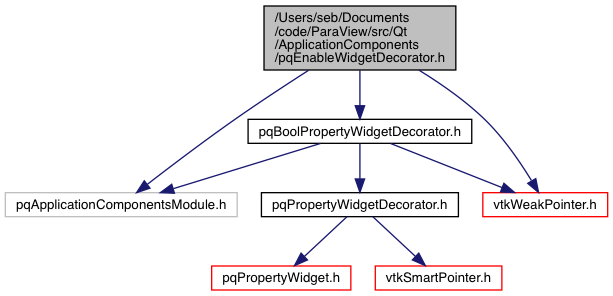 /Users/seb/Documents
/code/ParaView/src/Qt
/ApplicationComponents
/pqEnableWidgetDecorator.h
pqBoolPropertyWidgetDecorator.h
pqApplicationComponentsModule.h
pqPropertyWidgetDecorator.h
vtkWeakPointer.h
pqPropertyWidget.h
vtkSmartPointer.h